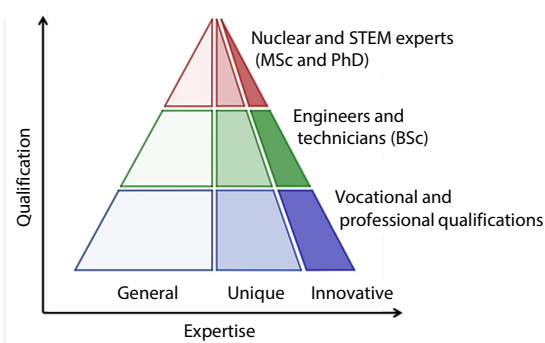 Nuclear and STEM experts
(MSc and PhD)
Engineers and
technicians (BSc)
Vocational and
professional qualifications
Qualification
General
Unique
Innovative
Expertise